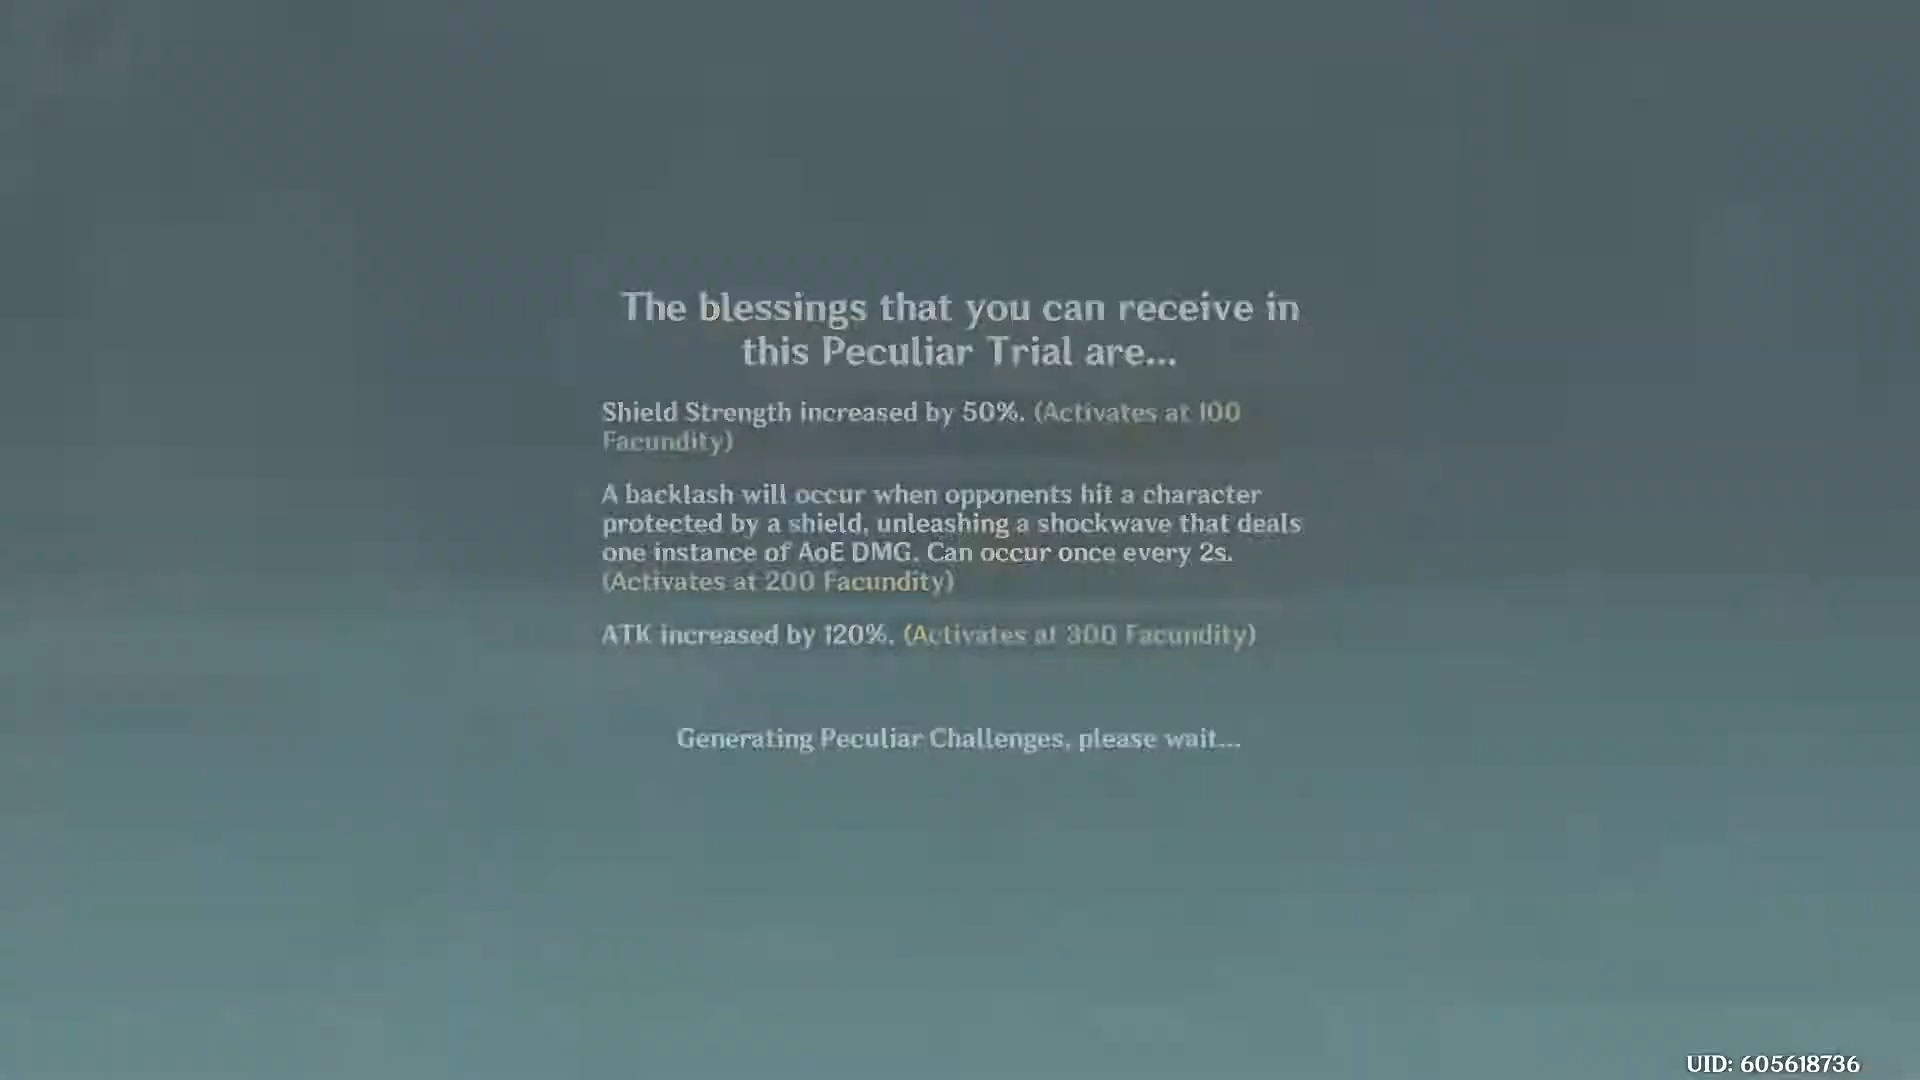 The blessings that you can receive in
this Peculiar Trial are...
Shield Strength increased by 50%. (Activates at 100
Facundity)
A backlash will occur when opponents hit a character
protected by a shield, unleashing a shockwave that deals
one instance of AoE DMG. Can occur once every 2s.
(Activates at 200 Facundity)
ATK increased by 120%. (Activates at 300 Facundity)
Generating Peculiar Challenges, please wait...
UID: 605618736